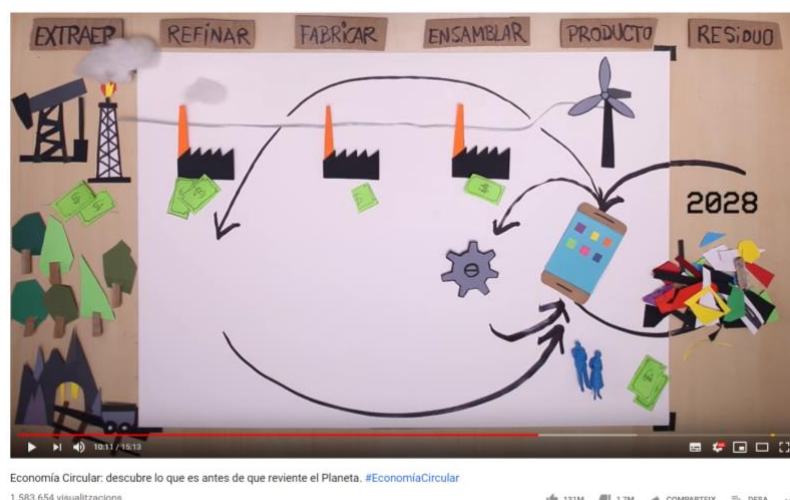 EXTRAER
REFINAR
FABRICAR
ENSAMBLAR
PRODUCTO
RESIDUO
2028
10:11 / 15:13
Economía Circular: descubre lo que es antes de que reviente el Planeta. #EconomíaCircular
1.583.654 visualitzacions
COMPARTEIX
DESA